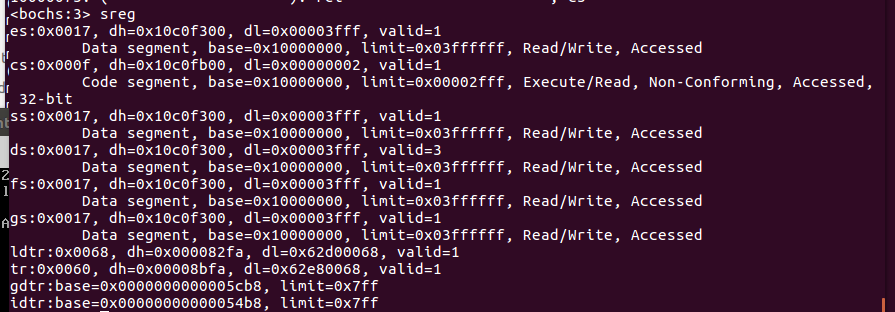 <bochs:3> sreg
es:0x0017, dh=0x10c0f300, dl=0x00003fff, valid=1
Data segment, base=0x10000000, limit=0x03ffffff, Read/Write, Accessed
cs:0x000f, dh=0x10c0fb00, dl=0x00000002, valid=1
Code segment, base=0x10000000, limit=0x00002fff, Execute/Read, Non-Conforming, Accessed,
32-bit
ss:0x0017, dh=0x10c0f300, dl=0x00003fff, valid=1
Data segment, base=0x10000000, limit=0x03ffffff, Read/Write, Accessed
ds:0x0017, dh=0x10c0f300, dl=0x00003fff, valid=3
Data segment, base=0x10000000, limit=0x03ffffff, Read/Write, Accessed
fs:0x0017, dh=0x10c0f300, dl=0x00003fff, valid=1
Data segment, base=0x10000000, limit=0x03ffffff, Read/Write, Accessed
gs:0x0017, dh=0x10c0f300, dl=0x00003fff, valid=1
Data segment, base=0x10000000, limit=0x03ffffff, Read/Write, Accessed
ldtr:0x0068, dh=0x000082fa, dl=0x62d00068, valid=1
tr:0x0060, dh=0x00008bfa, dl=0x62e80068, valid=1
gdtr:base=0x0000000000005cb8, limit=0x7ff
idtr:base=0x00000000000054b8, limit=0x7ff